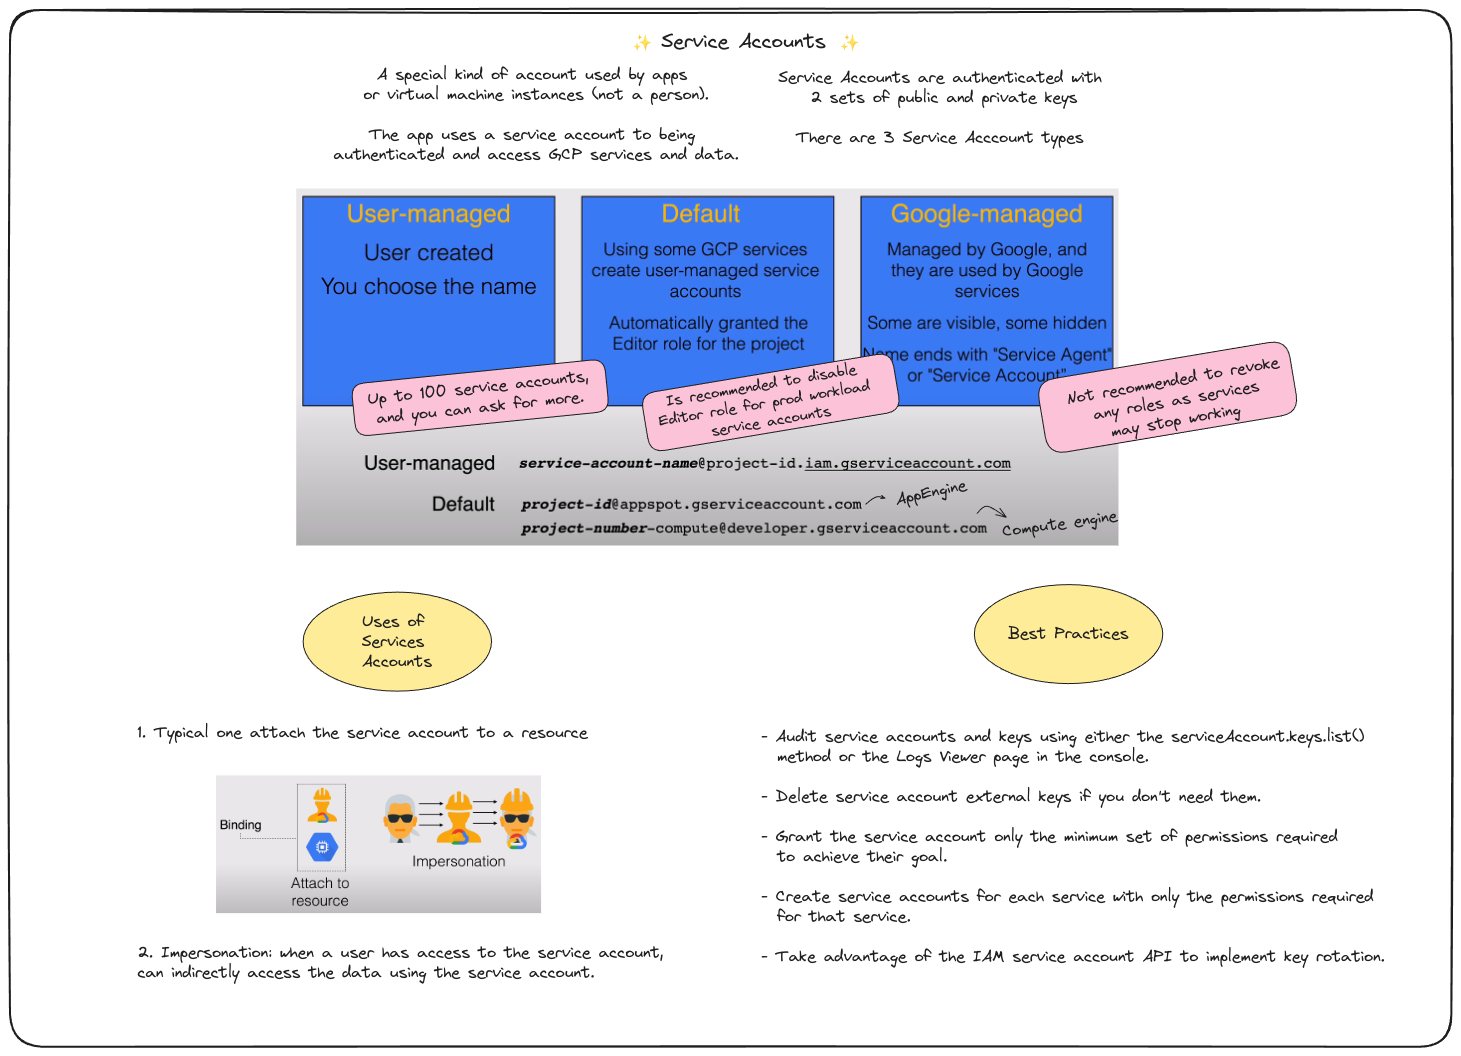 ✨ Service Accounts ✨
A special kind of account used by apps
or virtual machine instances (not a person).
The app uses a service account to being
authenticated and access GCP services and data.
Service Accounts are authenticated with
2 sets of public and private keys
There are 3 Service Acccount types
User-managed
User created
You choose the name
Up to 100 service accounts,
and you can ask for more.
Default
Using some GCP services
create user-managed service
accounts
Automatically granted the
Editor role for the project
Is recommended to disable
Editor role for prod workload
service accounts
Google-managed
Managed by Google, and
they are used by Google
services
Some are visible, some hidden
Name ends with "Service Agent"
or "Service Account"
Not recommended to revoke
any roles as services
may stop working
User-managed service-account-name@project-id.iam.gserviceaccount.com
Default project-id@appspot.gserviceaccount.com AppEngine
project-number-compute@developer.gserviceaccount.com Compute engine
Uses of
Services
Accounts
1. Typical one attach the service account to a resource
Binding
Attach to
resource
Impersonation
2. Impersonation: when a user has access to the service account,
can indirectly access the data using the service account.
Best Practices
- Audit service accounts and keys using either the serviceAccount.keys.list()
method or the Logs Viewer page in the console.
- Delete service account external keys if you don't need them.
- Grant the service account only the minimum set of permissions required
to achieve their goal.
- Create service accounts for each service with only the permissions required
for that service.
- Take advantage of the IAM service account API to implement key rotation.